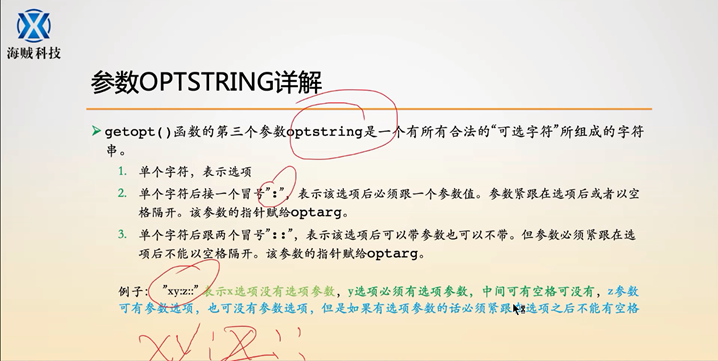 海贼科技
参数OPTSTRING详解
getopt()函数的第三个参数optstring是一个有所有合法的“可选字符”所组成的字符
串。
1. 单个字符，表示选项
2. 单个字符后接一个冒号”:”，表示该选项后必须跟一个参数值。参数紧跟在选项后或者以空
格隔开。该参数的指针赋给optarg。
3. 单个字符后跟两个冒号”::”，表示该选项后可以带参数也可以不带。但参数必须紧跟在选
项后不能以空格隔开。该参数的指针赋给optarg.
例子： ”xy:z::” 表示x选项没有选项参数，y选项必须有选项参数，中间可有空格可没有，z参数
可有参数选项，也可没有参数选项，但是如果有选项参数的话必须紧跟选项之后不能有空格
xy:z::